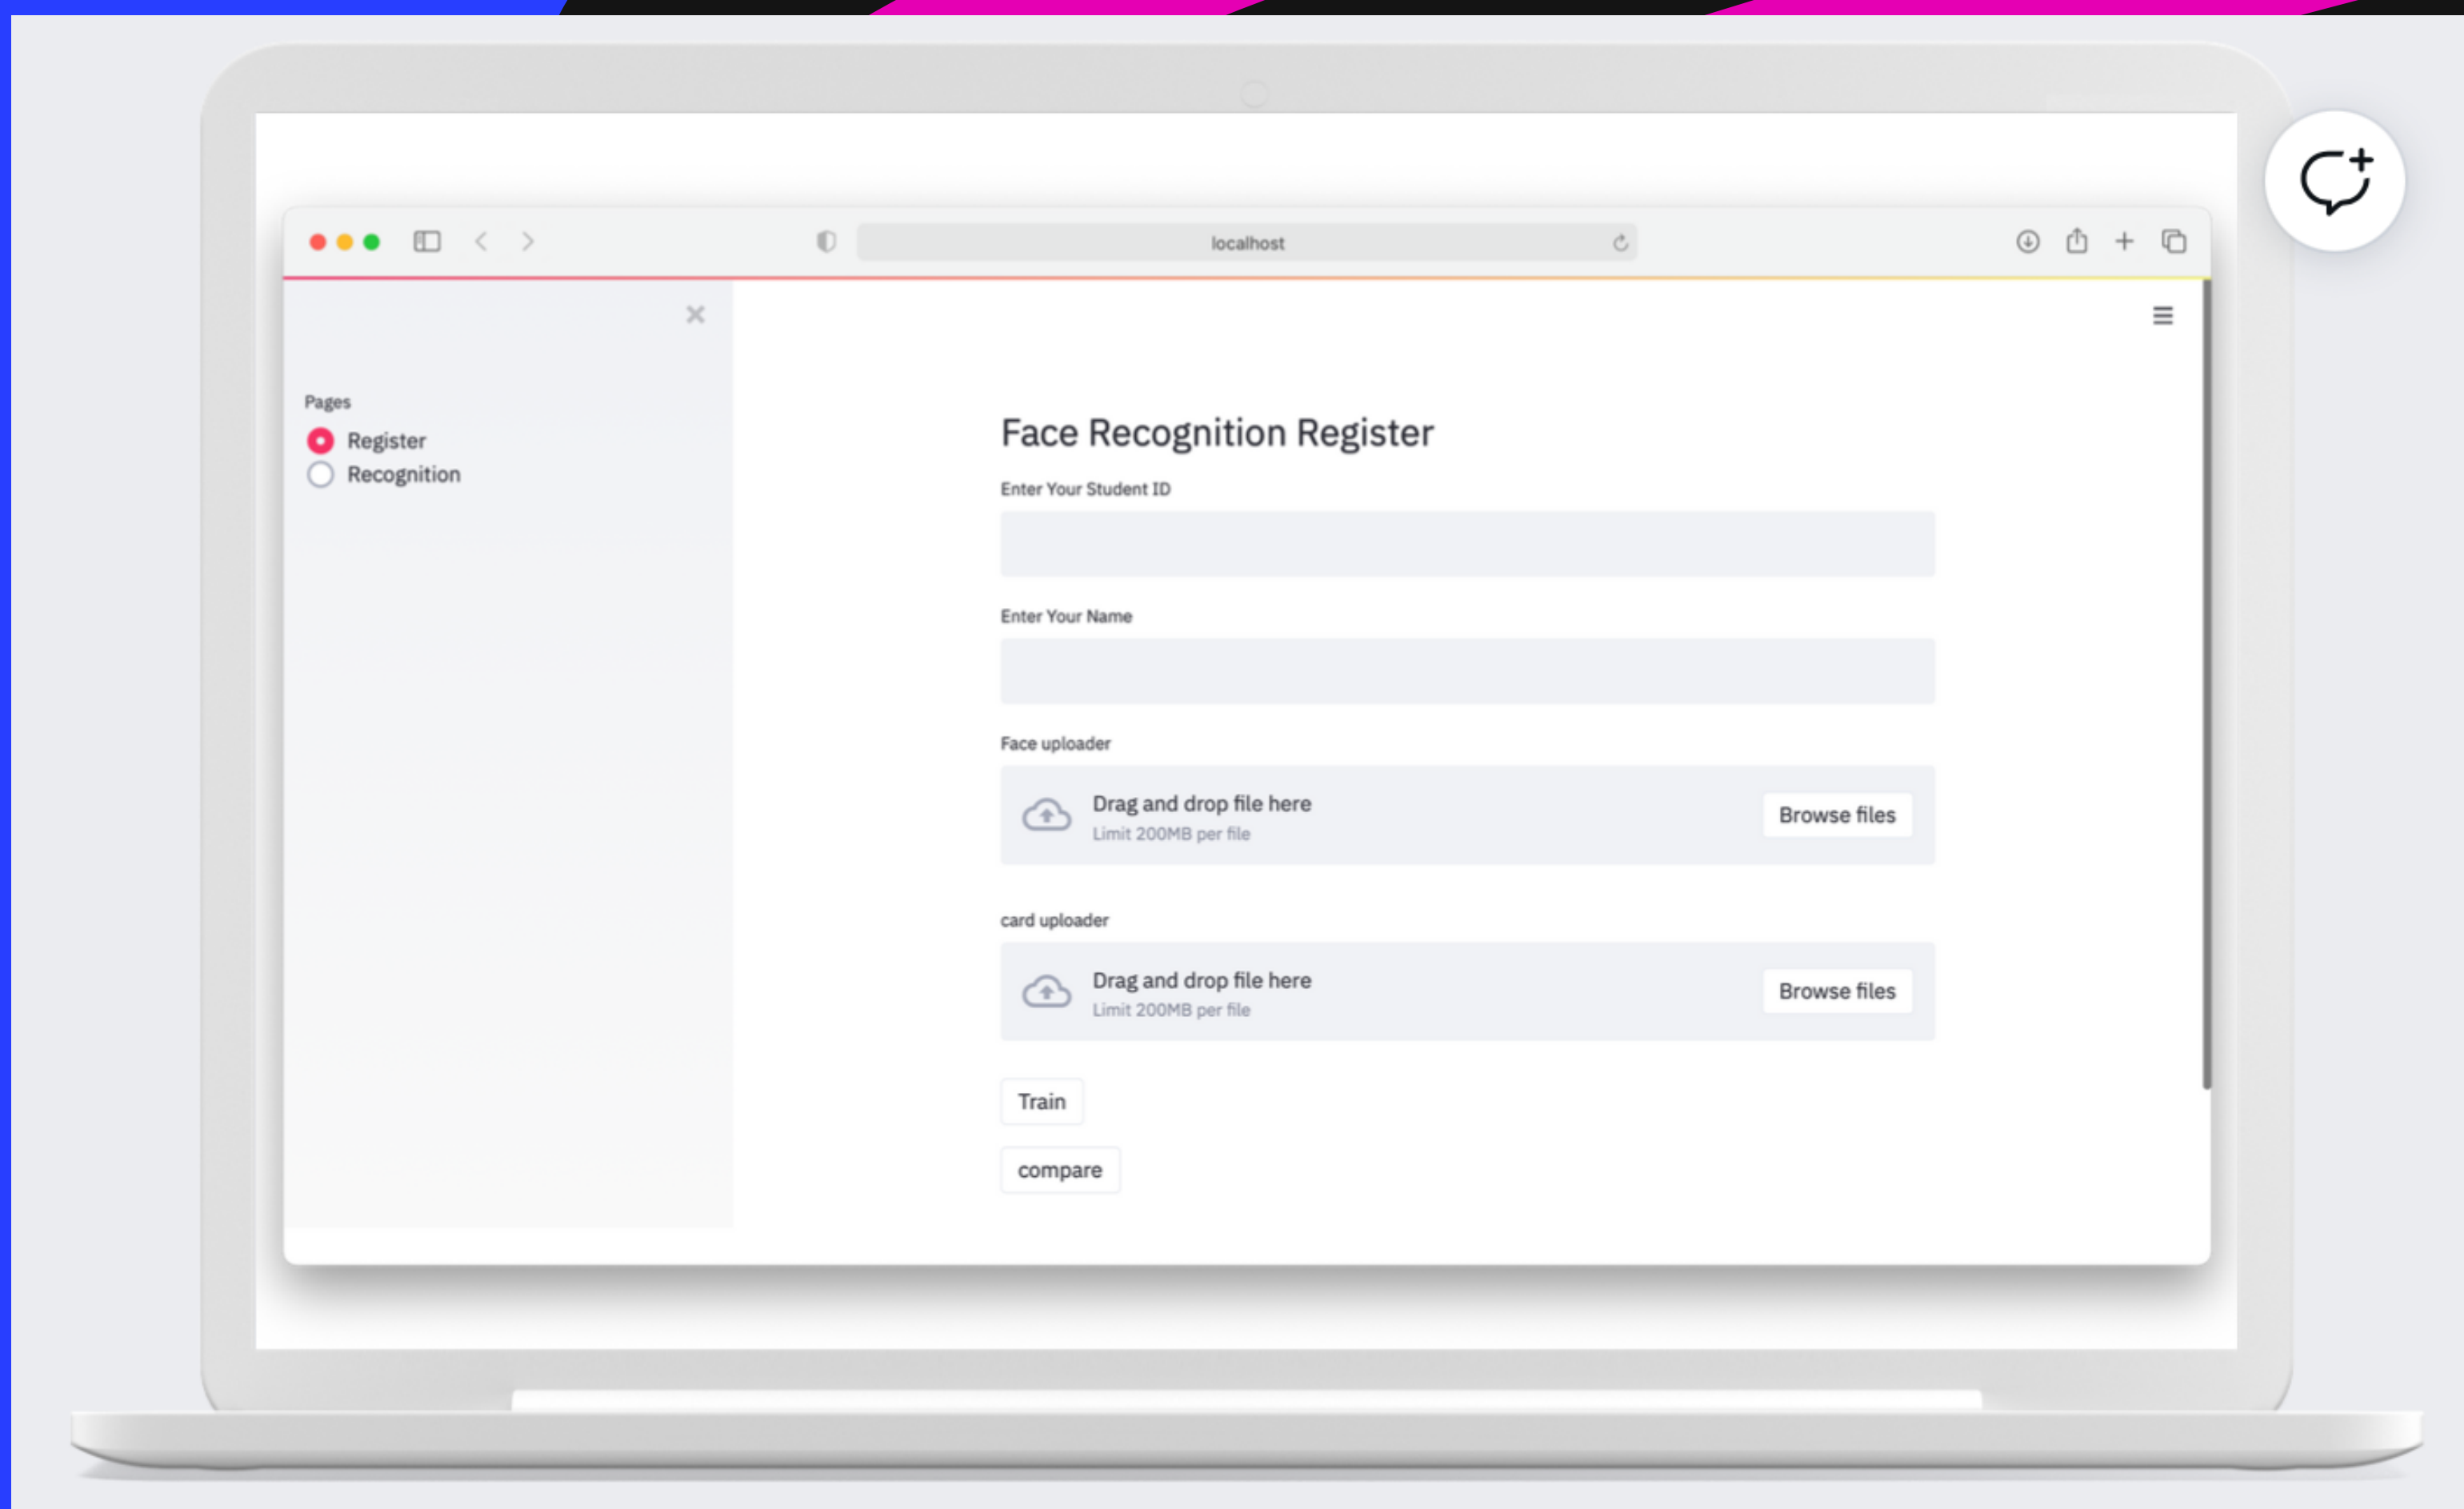 localhost
Pages
Register
Recognition
Face Recognition Register
Enter Your Student ID
Enter Your Name
Face uploader
Drag and drop file here
Limit 200MB per file
Browse files
card uploader
Drag and drop file here
Limit 200MB per file
Browse files
Train
compare